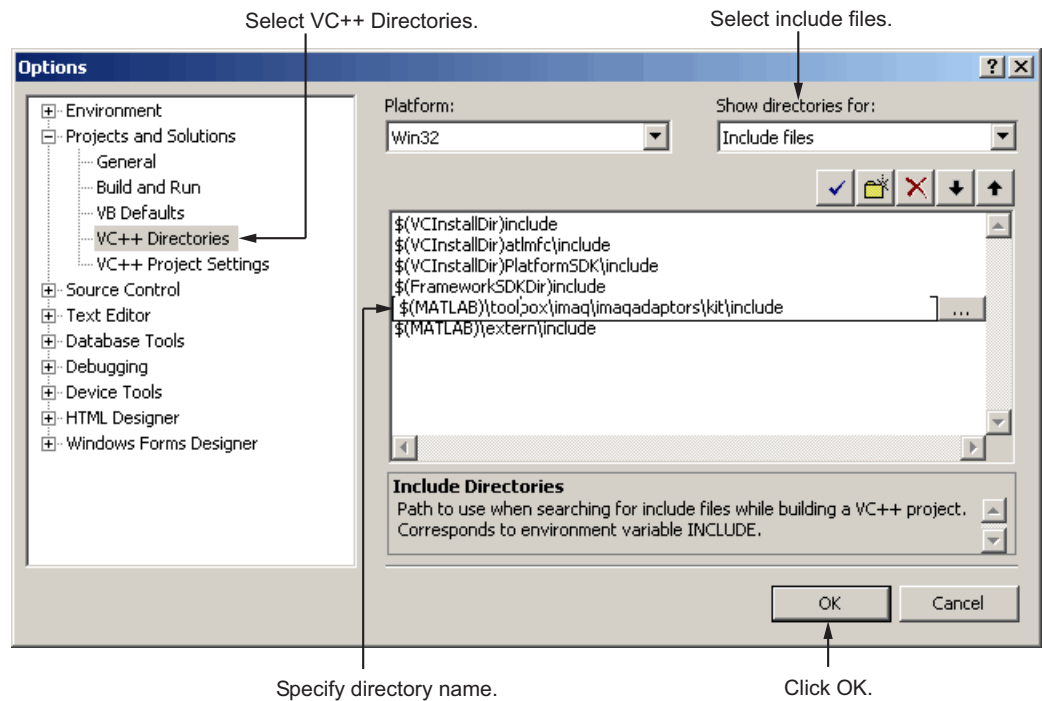 Select VC++ Directories.
Select include files.
Options
Environment
Projects and Solutions
General
Build and Run
VB Defaults
VC++ Directories
VC++ Project Settings
Source Control
Text Editor
Database Tools
Debugging
Device Tools
HTML Designer
Windows Forms Designer
Platform:
Win32
Show directories for:
Include files
$(VCInstallDir)include
$(VCInstallDir)atlmfc\include
$(VCInstallDir)PlatformSDK\include
$(FrameworkSDKDir)include
$(MATLAB)\toolbox\imaq\imaqadaptors\kit\include
...
$(MATLAB)\extern\include
Include Directories
Path to use when searching for include files while building a VC++ project.
Corresponds to environment variable INCLUDE.
OK
Cancel
Specify directory name.
Click OK.